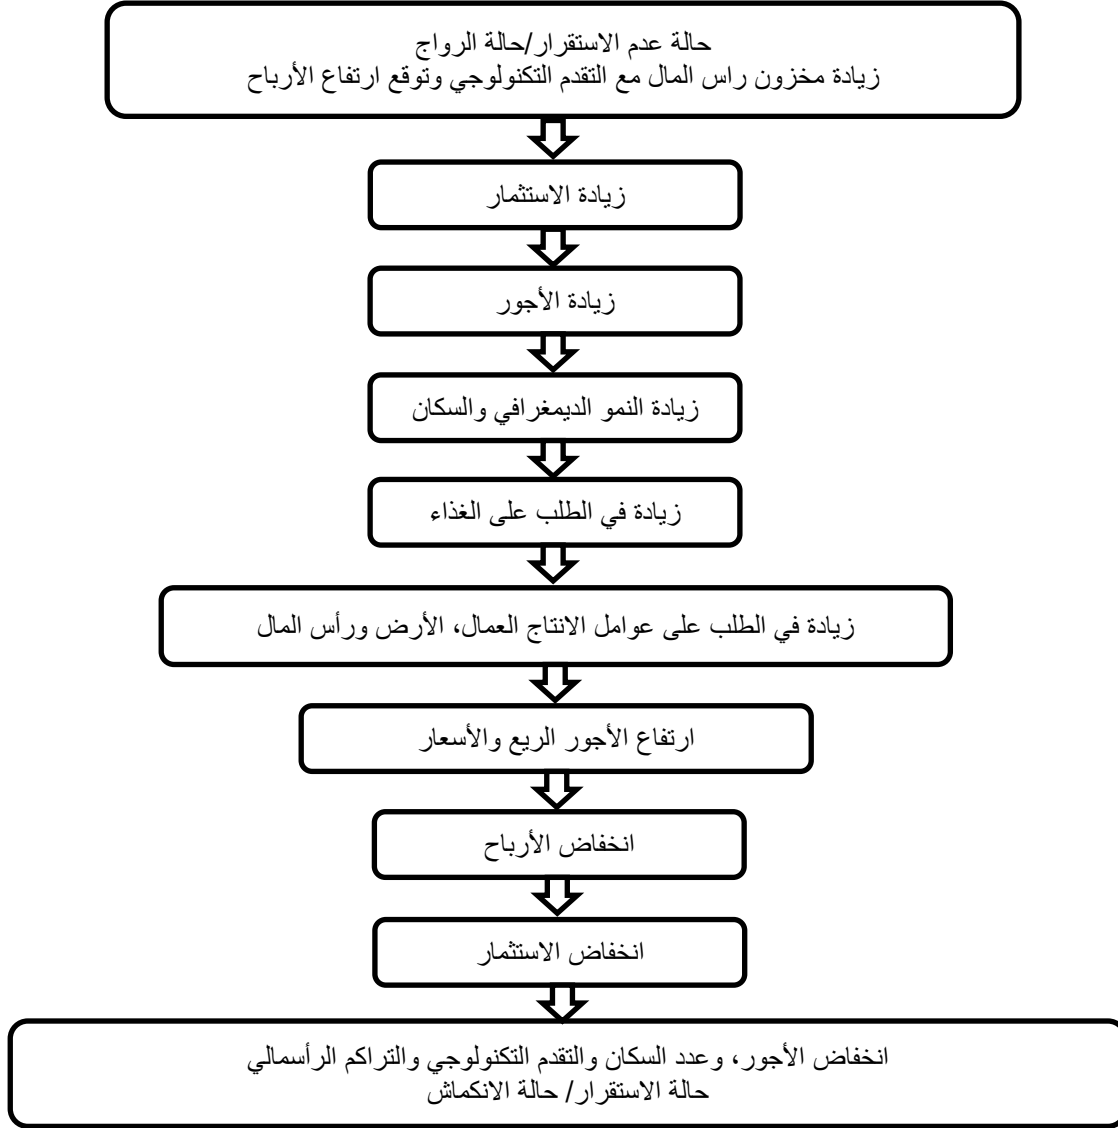 حالة عدم الاستقرار/حالة الرواج
زيادة مخزون راس المال مع التقدم التكنولوجي وتوقع ارتفاع الأرباح
زيادة الاستثمار
زيادة الأجور
زيادة النمو الديمغرافي والسكان
زيادة في الطلب على الغذاء
زيادة في الطلب على عوامل الانتاج العمال، الأرض ورأس المال
ارتفاع الأجور الريع والأسعار
انخفاض الأرباح
انخفاض الاستثمار
انخفاض الأجور، وعدد السكان والتقدم التكنولوجي والتراكم الرأسمالي
حالة الاستقرار/ حالة الانكماش